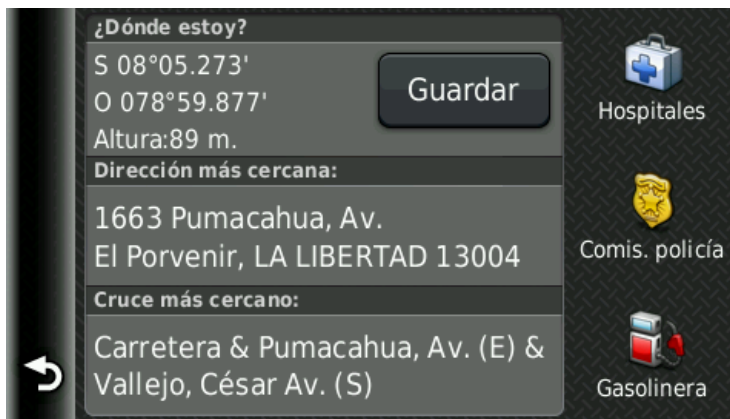 ¿Dónde estoy?
S 08°05.273'
O 078°59.877'
Altura:89 m.
Guardar
Dirección más cercana:
1663 Pumacahua, Av.
El Porvenir, LA LIBERTAD 13004
Cruce más cercano:
Carretera & Pumacahua, Av. (E) &
Vallejo, César Av. (S)
Hospitales
Comis. policía
Gasolinera